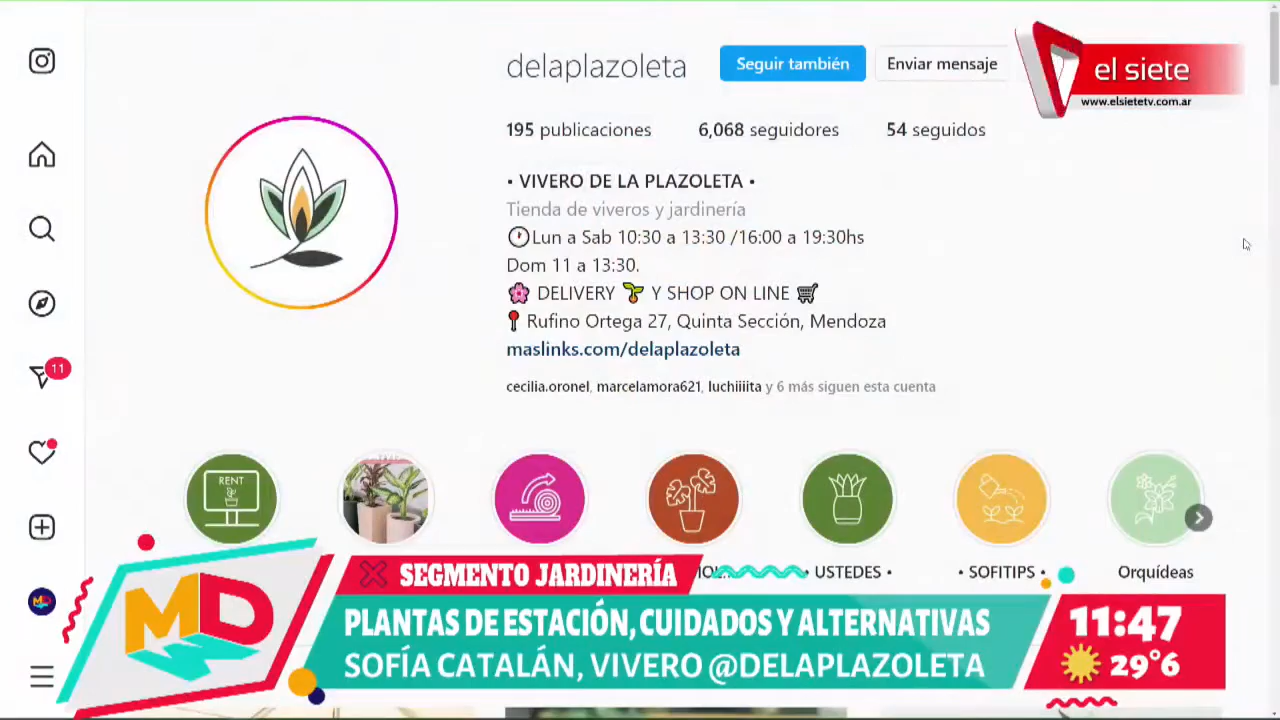 delaplazoleta
Seguir también
Enviar mensaje
el siete
www.elsietetv.com.ar
195 publicaciones
6,068 seguidores
54 seguidos
• VIVERO DE LA PLAZOLETA •
Tienda de viveros y jardinería
Lun a Sab 10:30 a 13:30 /16:00 a 19:30hs
Dom 11 a 13:30.
DELIVERY Y SHOP ON LINE
Rufino Ortega 27, Quinta Sección, Mendoza
maslinks.com/delaplazoleta
cecilia.oronel, marcelamora621, luchiiiita y 6 más siguen esta cuenta
11
RENT
• USTEDES •
• SOFITIPS •
Orquídeas
MD
SEGMENTO JARDINERÍA
PLANTAS DE ESTACIÓN, CUIDADOS Y ALTERNATIVAS
SOFÍA CATALÁN, VIVERO @DELAPLAZOLETA
11:47
29°6